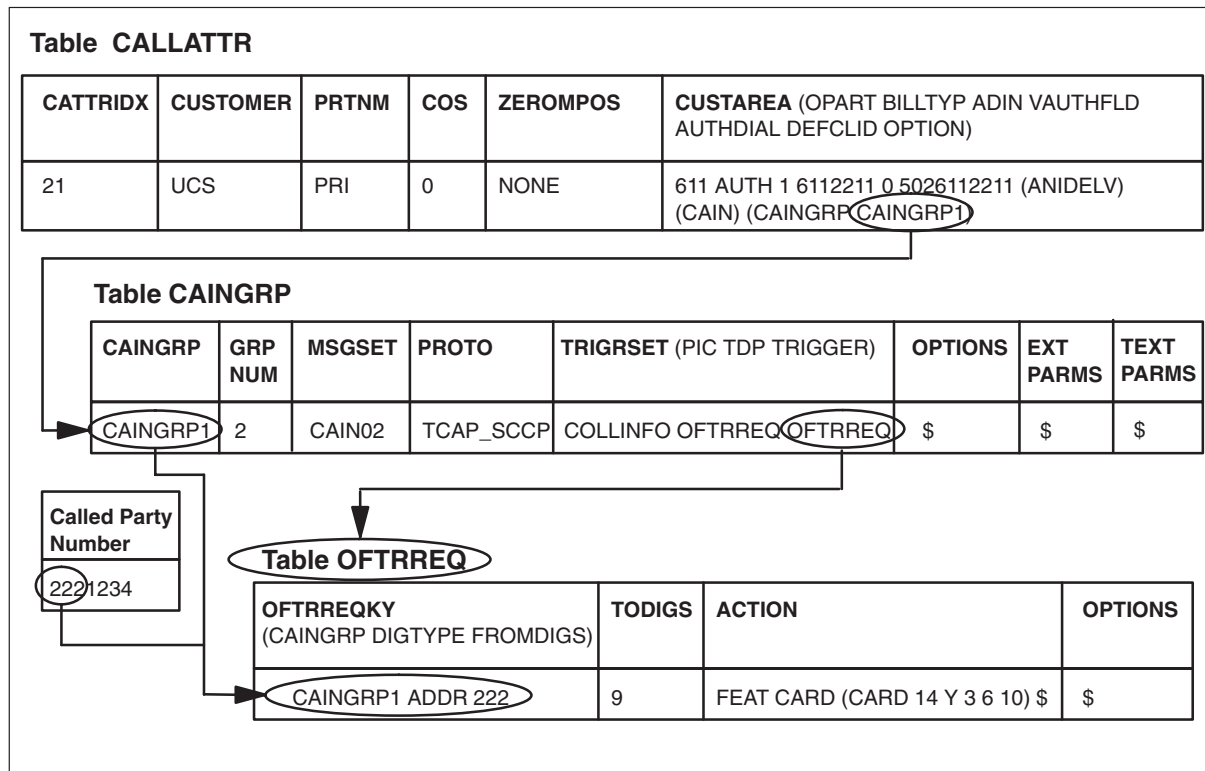 Table CALLATTR
CATTRIDX CUSTOMER PRTNM COS ZEROMPOS CUSTAREA (OPART BILLTYP ADIN VAUTHFLD
AUTHDIAL DEFCLID OPTION)
21 UCS PRI 0 NONE 611 AUTH 1 6112211 0 5026112211 (ANIDELV)
(CAIN) (CAINGRP CAINGRP1)
Table CAINGRP
CAINGRP GRP MSGSET PROTO TRIGRSET (PIC TDP TRIGGER) OPTIONS EXT TEXT
NUM PARMS PARMS
CAINGRP1 2 CAIN02 TCAP_SCCP COLLINFO OFTRREQ OFTRREQ $ $ $
Called Party
Number
2221234
Table OFTRREQ
OFTRREQKY TODIGS ACTION OPTIONS
(CAINGRP DIGTYPE FROMDIGS)
CAINGRP1 ADDR 222 9 FEAT CARD (CARD 14 Y 3 6 10) $ $